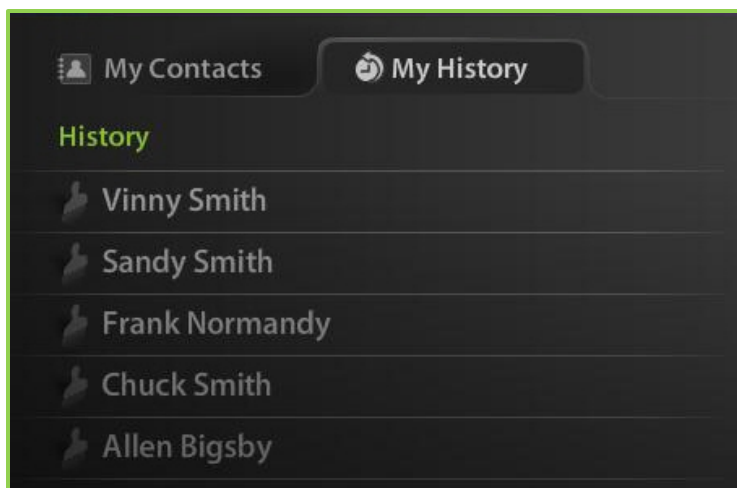 My Contacts My History
History
Vinny Smith
Sandy Smith
Frank Normandy
Chuck Smith
Allen Bigsby